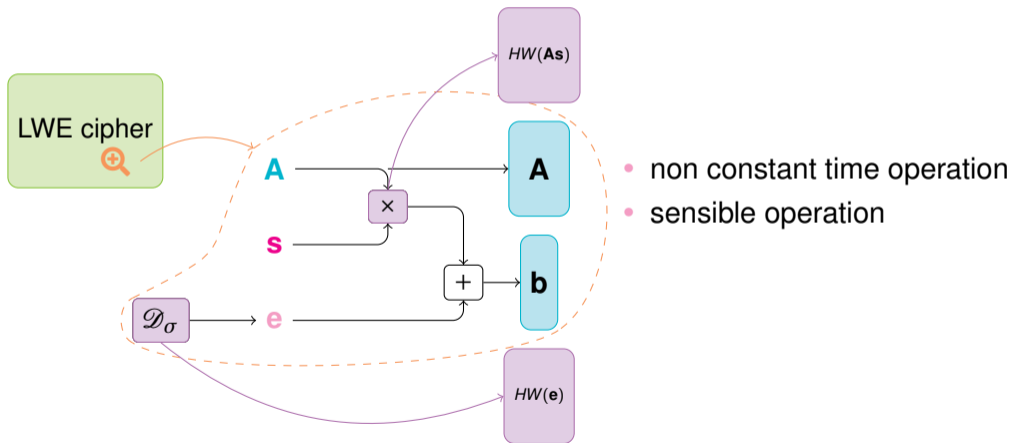 HW(As)
LWE cipher
A
A
×
s
+
b
𝒟σ
e
HW(e)
• non constant time operation
• sensible operation